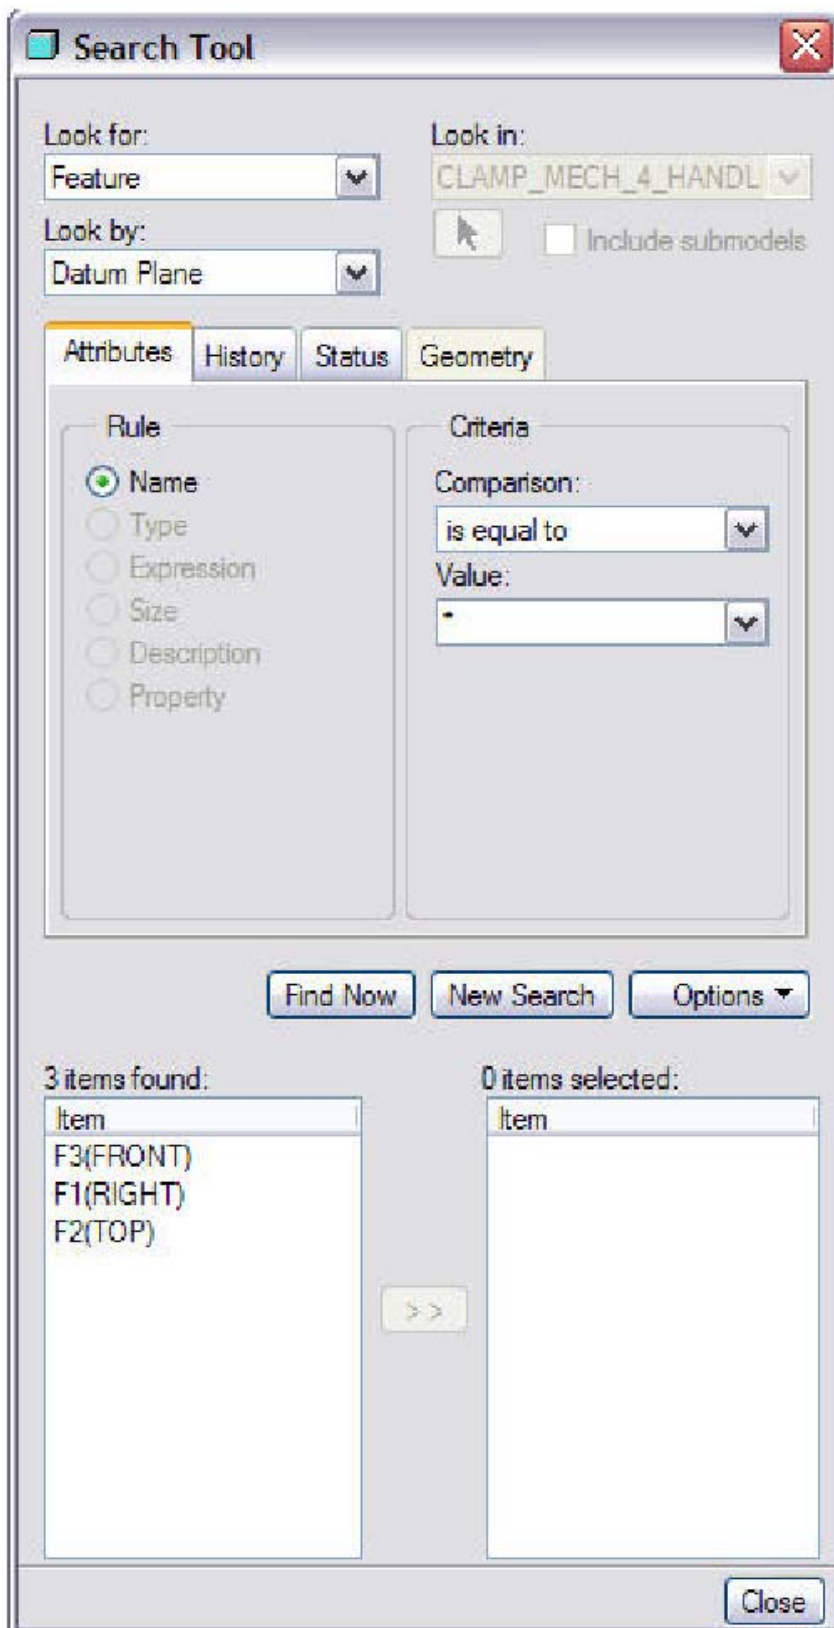 Search Tool
Look for:
Look in:
Feature
CLAMP_MECH_4_HANDL
Look by:
Include submodels
Datum Plane
Attributes
History
Status
Geometry
Rule
Criteria
Name
Comparison:
Type
is equal to
Expression
Value:
Size
*
Description
Property
Find Now
New Search
Options
3 items found:
0 items selected:
Item
Item
F3(FRONT)
F1(RIGHT)
F2(TOP)
>>
Close